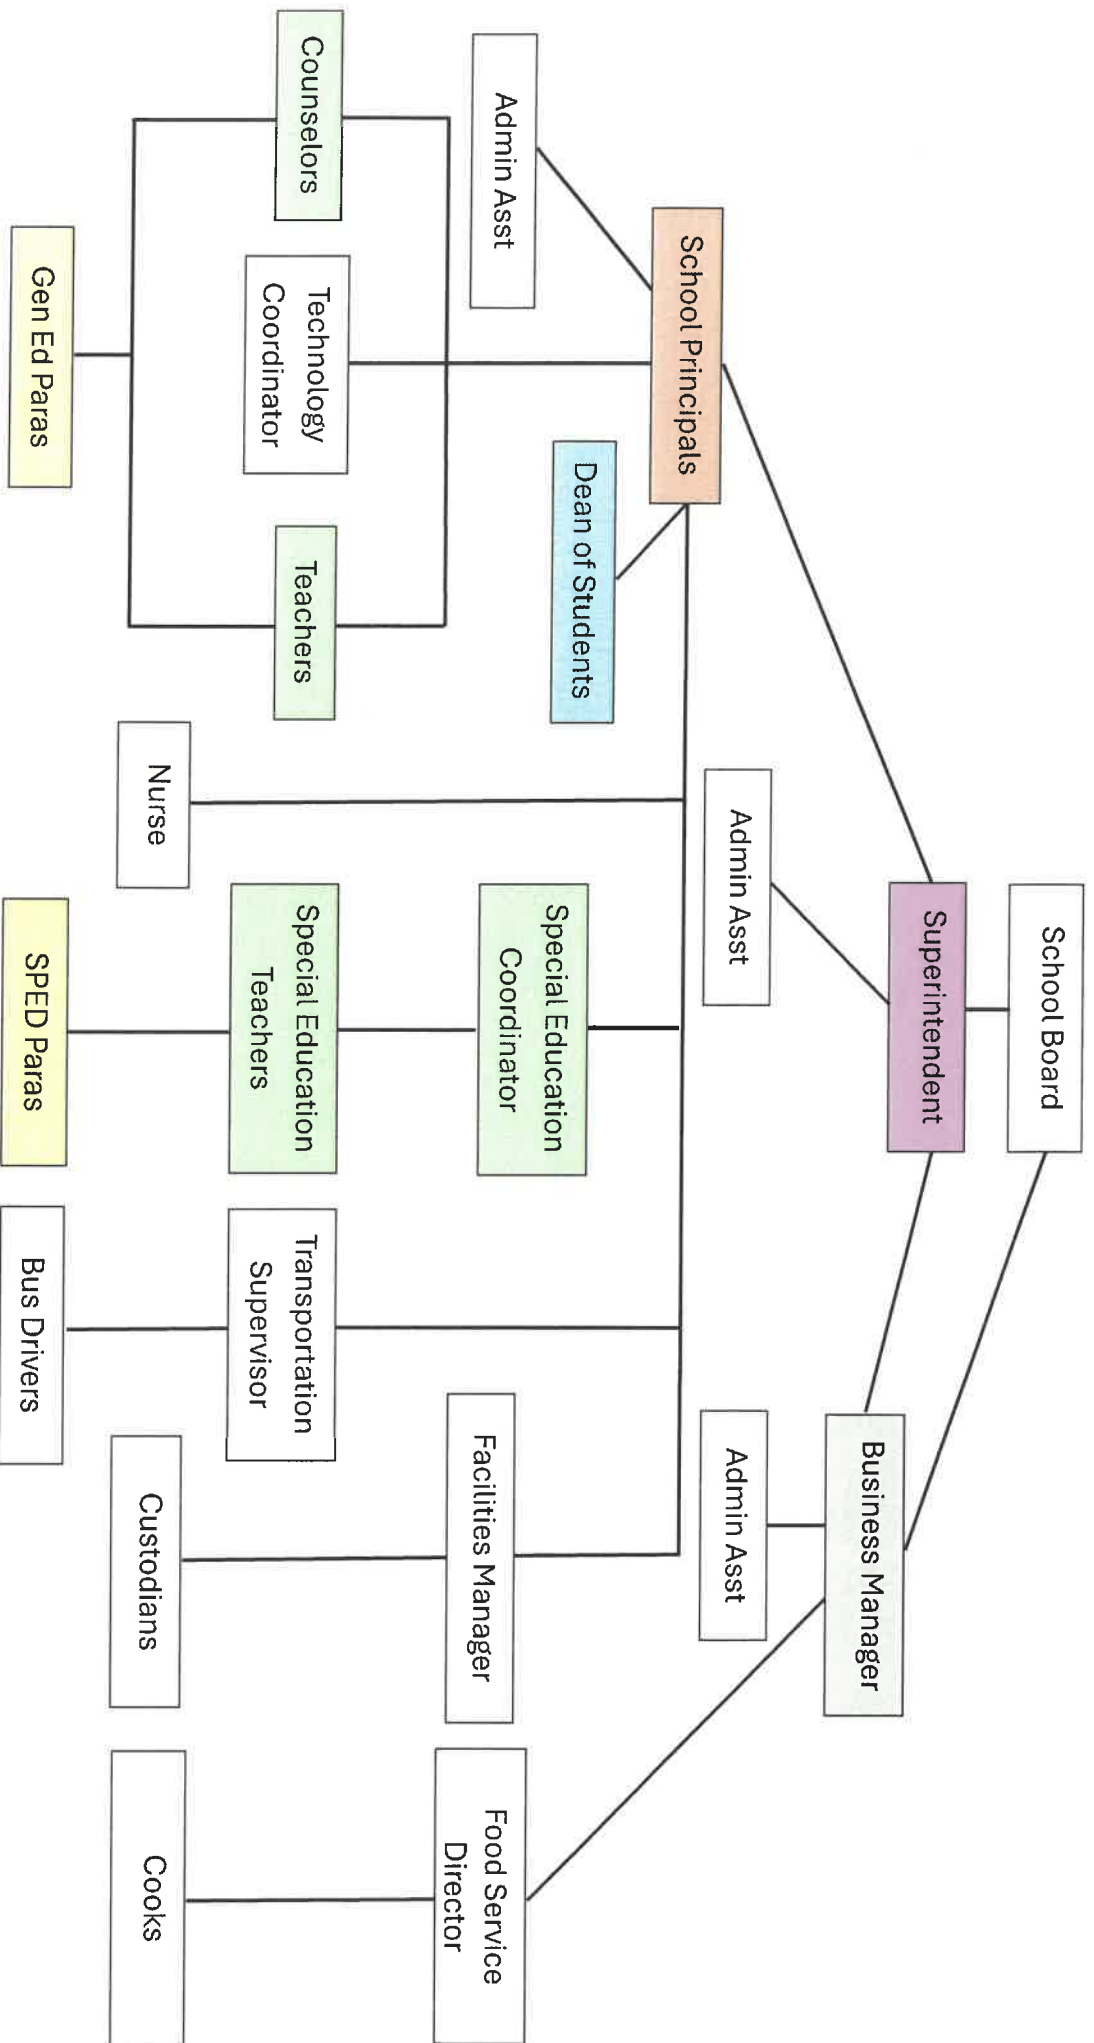 School Board
Superintendent
Business Manager
Admin Asst
Admin Asst
School Principals
Admin Asst
Dean of Students
Special Education
Coordinator
Facilities Manager
Food Service
Director
Counselors
Technology
Coordinator
Teachers
Special Education
Teachers
Transportation
Supervisor
Nurse
Custodians
Cooks
Gen Ed Paras
SPED Paras
Bus Drivers